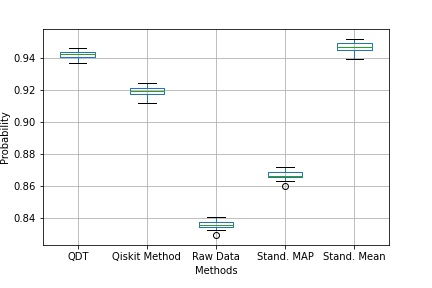 Probability
0.94
0.92
0.90
0.88
0.86
0.84
QDT Qiskit Method Raw Data Stand. MAP Stand. Mean
Methods